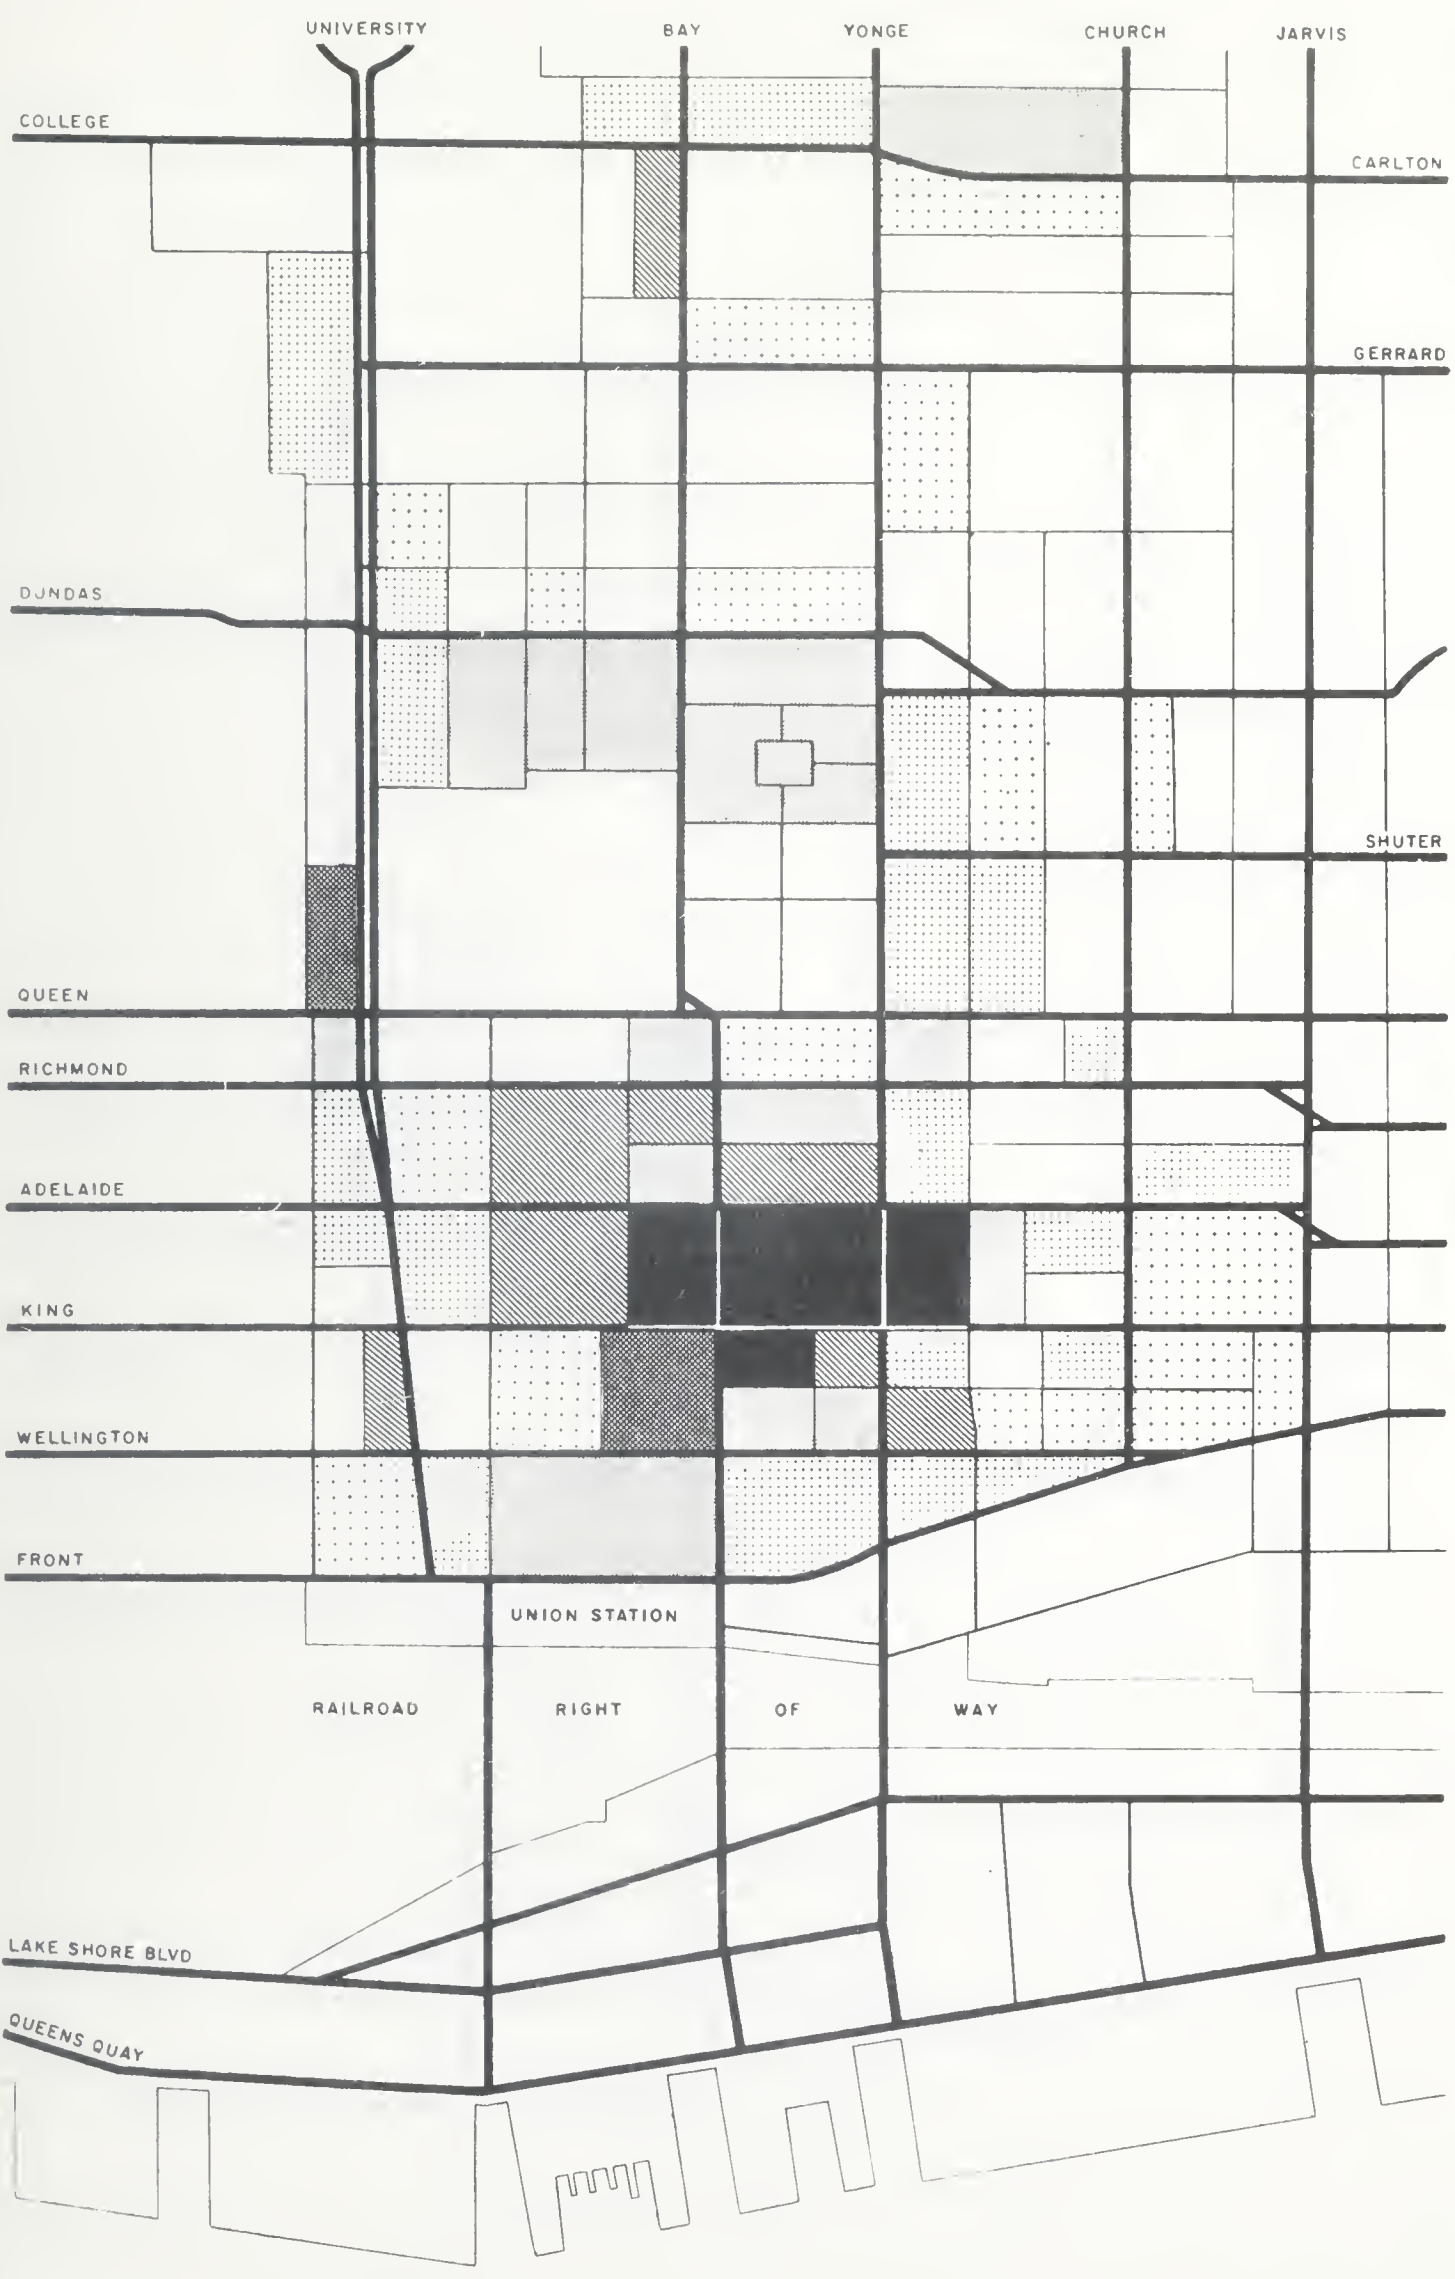 UNIVERSITY
BAY
YONGE
CHURCH
JARVIS
COLLEGE
CARLTON
GERRARD
DUNDAS
SHUTER
QUEEN
RICHMOND
ADELAIDE
KING
WELLINGTON
FRONT
UNION STATION
RAILROAD RIGHT OF WAY
LAKE SHORE BLVD
QUEENS QUAY